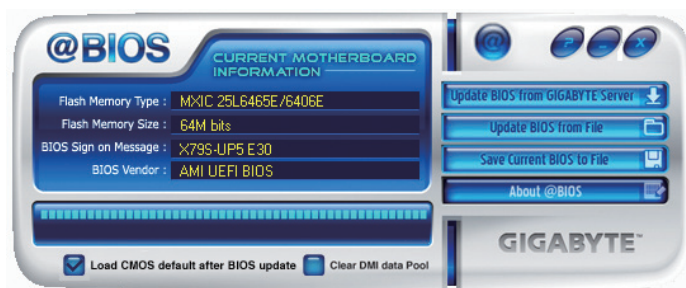 @BIOS
CURRENT MOTHERBOARD
INFORMATION
Flash Memory Type : MXIC 25L6465E/6406E
Flash Memory Size : 64M bits
BIOS Sign on Message : X79S-UP5 E30
BIOS Vendor : AMI UEFI BIOS
Load CMOS default after BIOS update Clear DMI data Pool
@ ? - X
Update BIOS from GIGABYTE Server
Update BIOS from File
Save Current BIOS to File
About @BIOS
GIGABYTE™